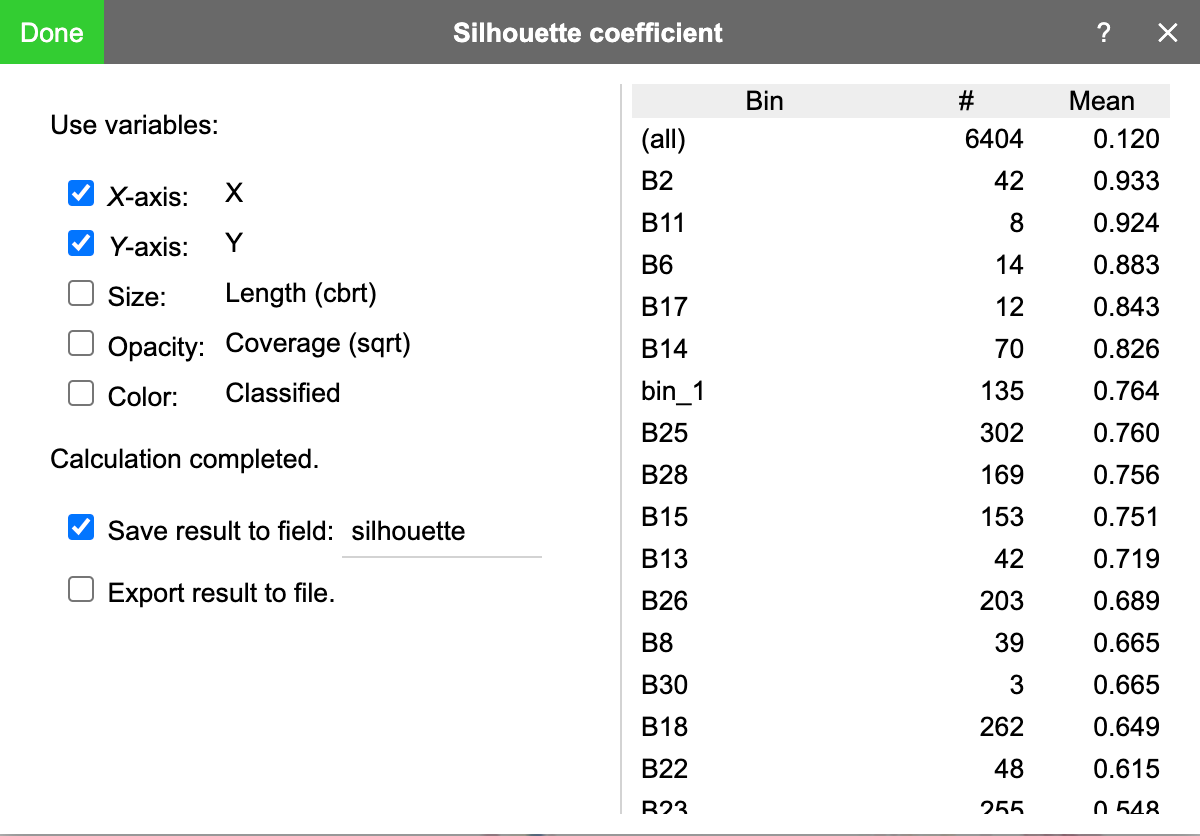 Done Silhouette coefficient ? ×
Use variables:
X-axis: X
Y-axis: Y
Size: Length (cbrt)
Opacity: Coverage (sqrt)
Color: Classified
Calculation completed.
Save result to field: silhouette
Export result to file.
Bin # Mean
(all) 6404 0.120
B2 42 0.933
B11 8 0.924
B6 14 0.883
B17 12 0.843
B14 70 0.826
bin_1 135 0.764
B25 302 0.760
B28 169 0.756
B15 153 0.751
B13 42 0.719
B26 203 0.689
B8 39 0.665
B30 3 0.665
B18 262 0.649
B22 48 0.615
B23 255 0.548